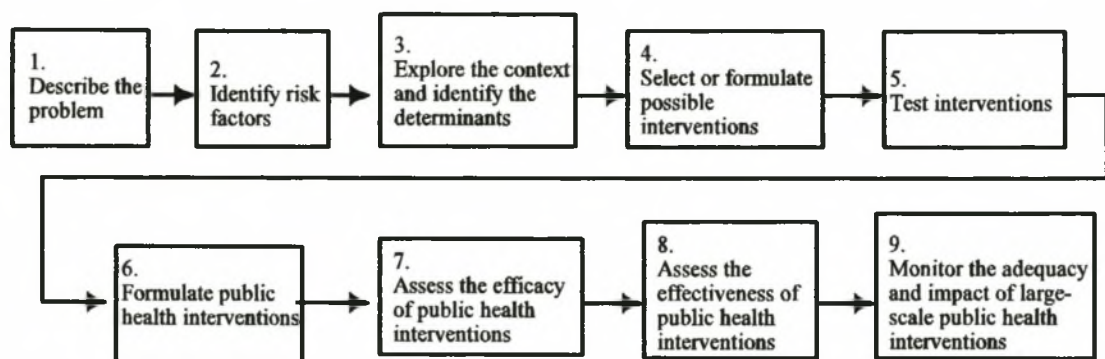 1.
Describe the
problem
2.
Identify risk
factors
3.
Explore the context
and identify the
determinants
4.
Select or formulate
possible
interventions
5.
Test interventions
6.
Formulate public
health interventions
7.
Assess the efficacy
of public health
interventions
8.
Assess the
effectiveness of
public health
interventions
9.
Monitor the adequacy
and impact of large-
scale public health
interventions